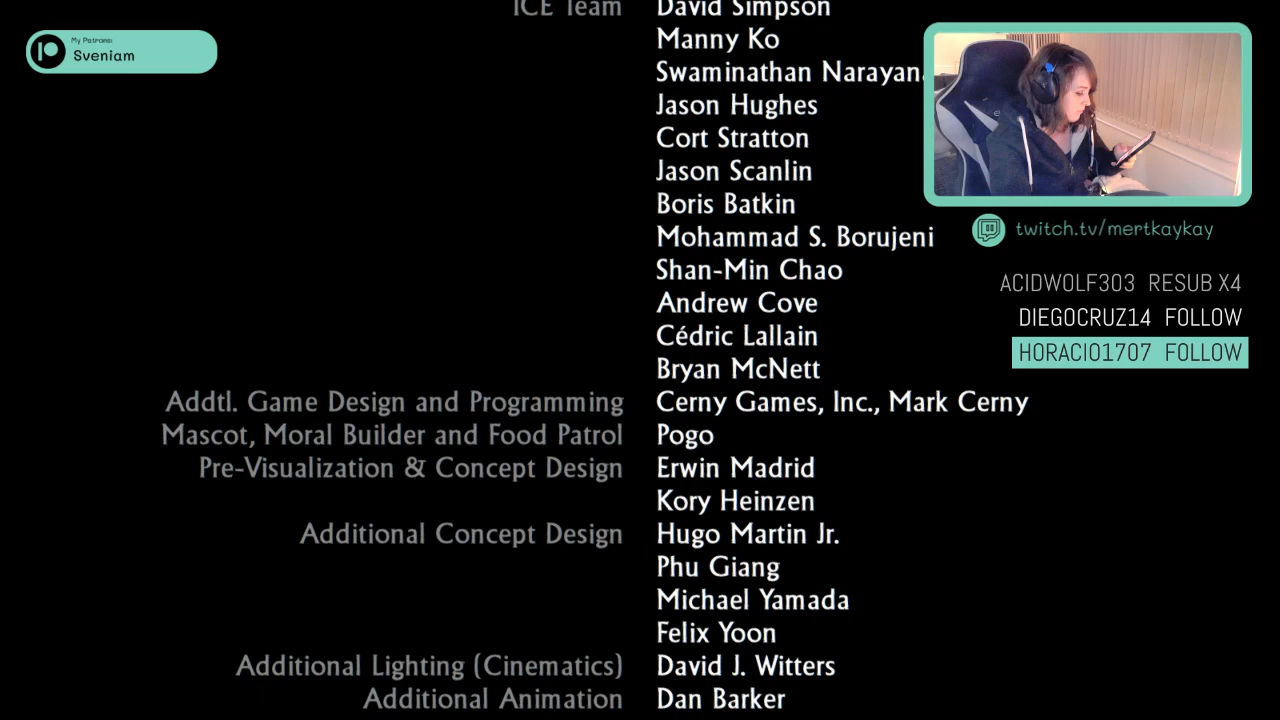 ICE Team David Simpson
Manny Ko
Swaminathan
Jason Hughes
Cort Stratton
Jason Scanlin
Boris Batkin
Mohammad S. Borujeni
Shan-Min Chao
Andrew Cove
Cédric Lallain
Bryan McNett
Addtl. Game Design and Programming Cerny Games, Inc., Mark Cerny
Mascot, Moral Builder and Food Patrol Pogo
Pre-Visualization & Concept Design Erwin Madrid
Kory Heinzen
Additional Concept Design Hugo Martin Jr.
Phu Giang
Michael Yamada
Felix Yoon
Additional Lighting (Cinematics) David J. Witters
Additional Animation Dan Barker
My Patrons:
Sveniam
twitch.tv/mertkaykay
ACIDWOLF303 RESUB X4
DIEGOCRUZ14 FOLLOW
HORACIO1707 FOLLOW